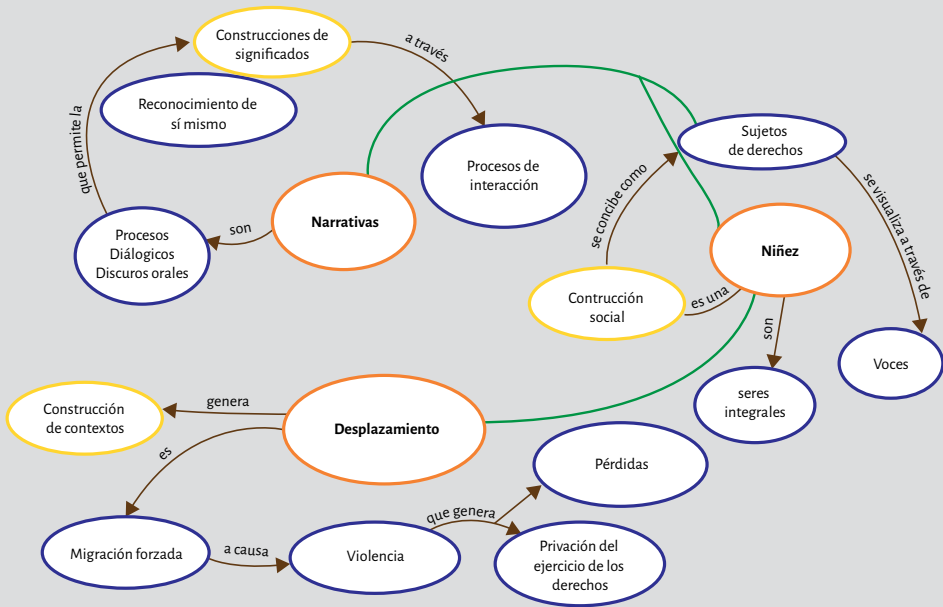 Construcciones de
significados
a través
Reconocimiento de
sí mismo
que permite la
Procesos de
interacción
Sujetos
de derechos
se concibe como
se visualiza a través de
Narrativas
son
Procesos
Diálogicos
Discuros orales
Niñez
es una
Contrucción
social
son
Voces
seres
integrales
Construcción
de contextos
genera
Desplazamiento
es
Pérdidas
que genera
Migración forzada
a causa
Violencia
Privación del
ejercicio de los
derechos